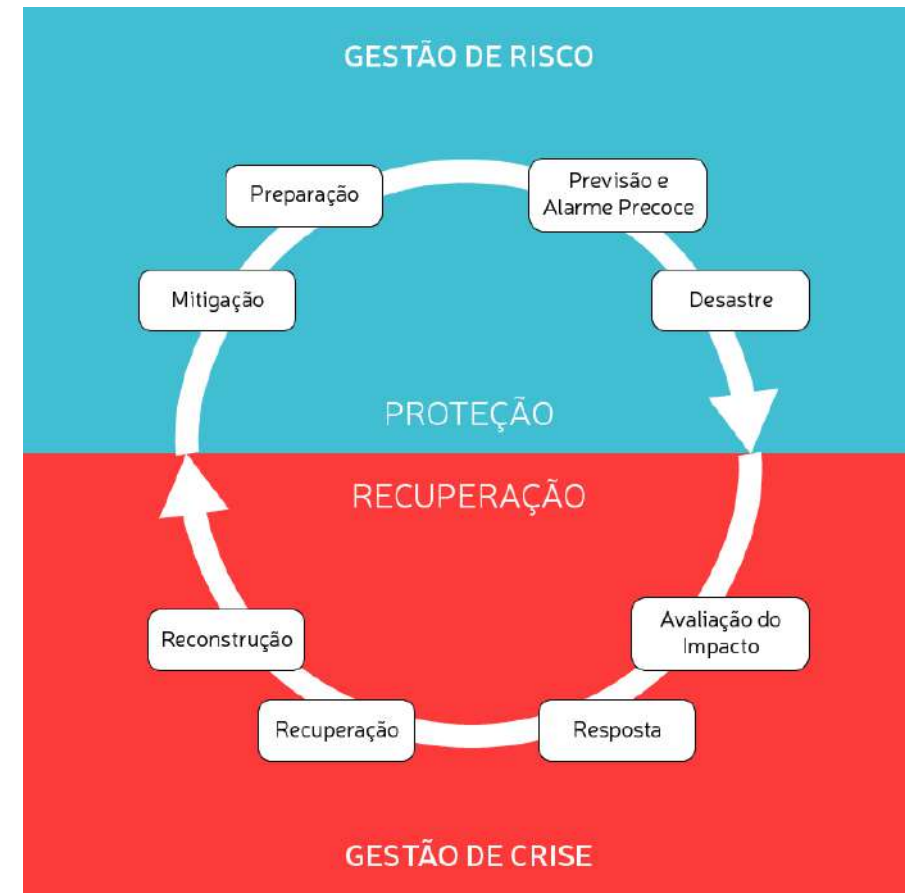 GESTÃO DE RISCO
Preparação
Previsão e
Alarme Precoce
Mitigação
Desastre
PROTEÇÃO
RECUPERAÇÃO
Reconstrução
Avaliação do
Impacto
Recuperação
Resposta
GESTÃO DE CRISE